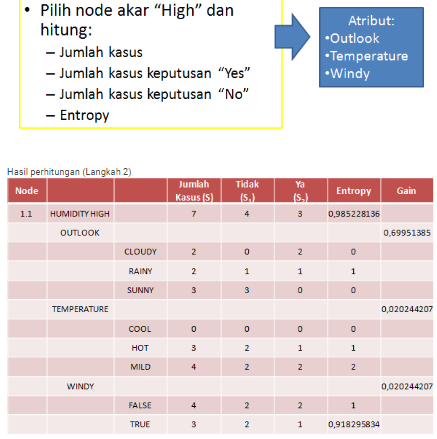 • Pilih node akar “High” dan
hitung:
– Jumlah kasus
– Jumlah kasus keputusan “Yes”
– Jumlah kasus keputusan “No”
– Entropy
Atribut:
•Outlook
•Temperature
•Windy
Hasil perhitungan (Langkah 2)
Node Jumlah Kasus (S) Tidak (S₁) Ya (S₂) Entropy Gain
1.1 HUMIDITY HIGH 7 4 3 0,985228136
OUTLOOK 0,69951385
CLOUDY 2 0 2 0
RAINY 2 1 1 1
SUNNY 3 3 0 0
TEMPERATURE 0,020244207
COOL 0 0 0 0
HOT 3 2 1 1
MILD 4 2 2 2
WINDY 0,020244207
FALSE 4 2 2 1
TRUE 3 2 1 0,918295834